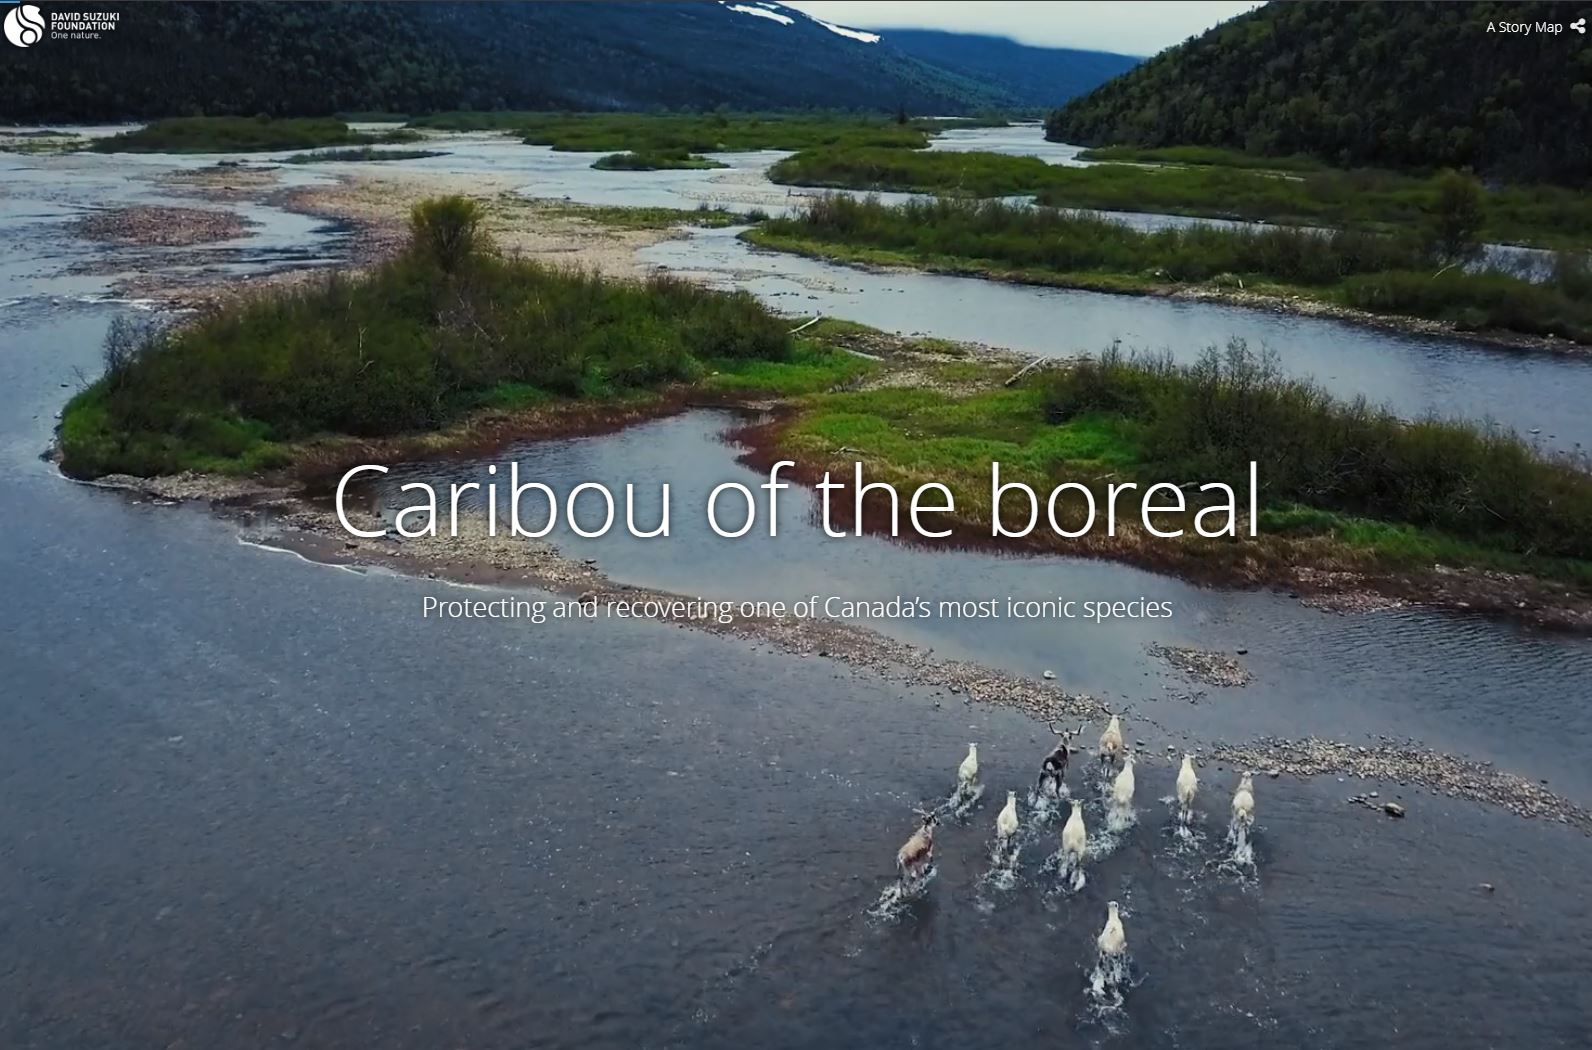 DAVID SUZUKI
FOUNDATION
One nature.
A Story Map
Caribou of the boreal
Protecting and recovering one of Canada’s most iconic species